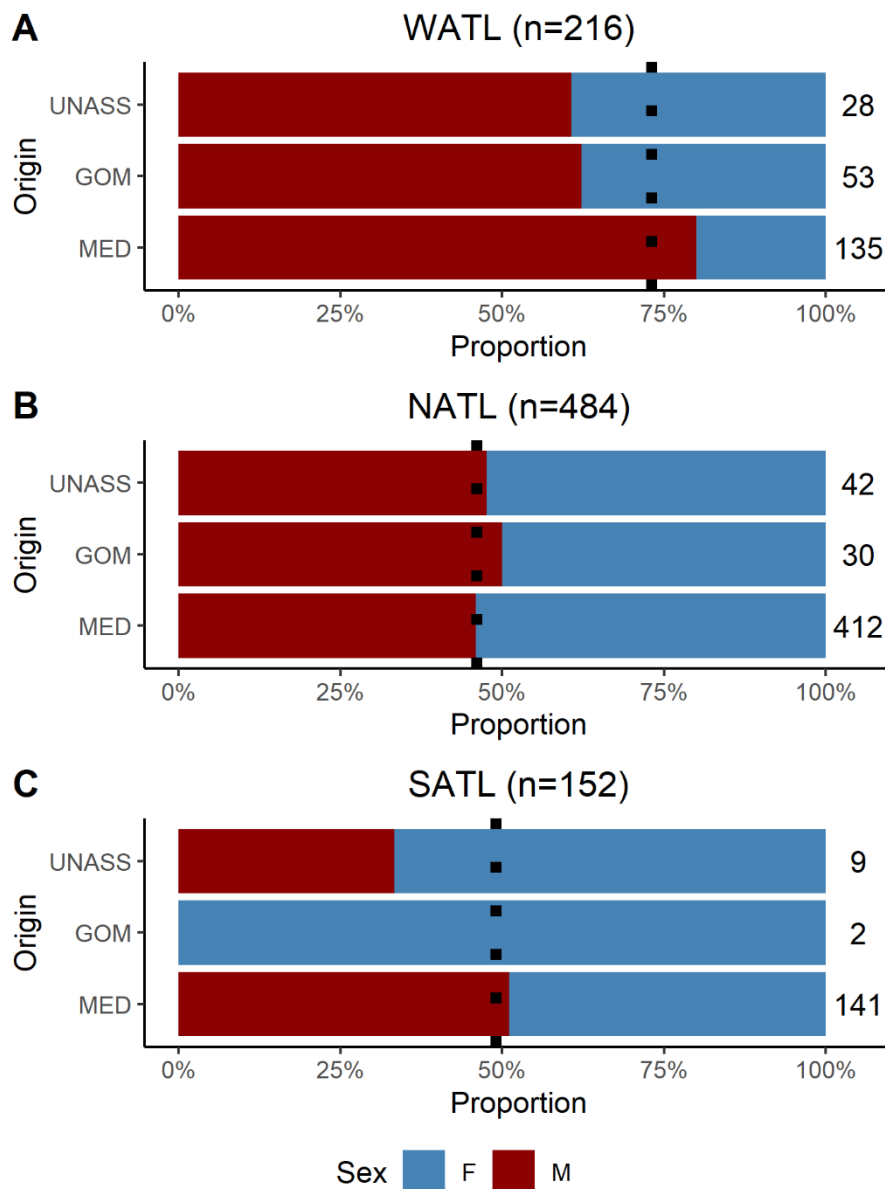 A
WATL (n=216)
Origin
UNASS
28
GOM
53
MED
135
0% 25% 50% 75% 100%
Proportion
B
NATL (n=484)
Origin
UNASS
42
GOM
30
MED
412
0% 25% 50% 75% 100%
Proportion
C
SATL (n=152)
Origin
UNASS
9
GOM
2
MED
141
0% 25% 50% 75% 100%
Proportion
Sex F M